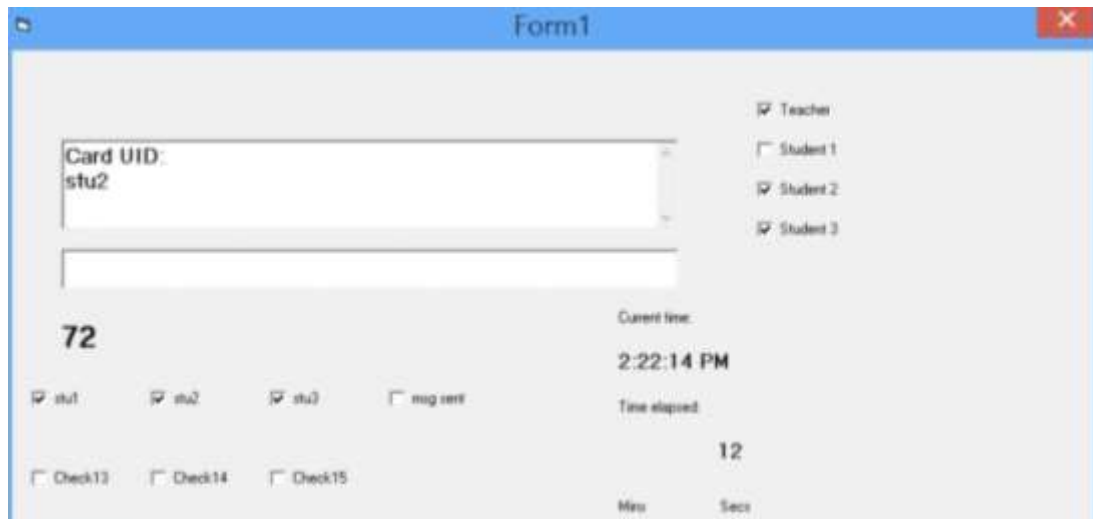 Form1
Teacher
Card UID:
stu2
Student 1
Student 2
Student 3
72
Current time:
2:22:14 PM
stu1 stu2 stu3 msg sent
Time elapsed:
12
Check13 Check14 Check15
Mins Secs